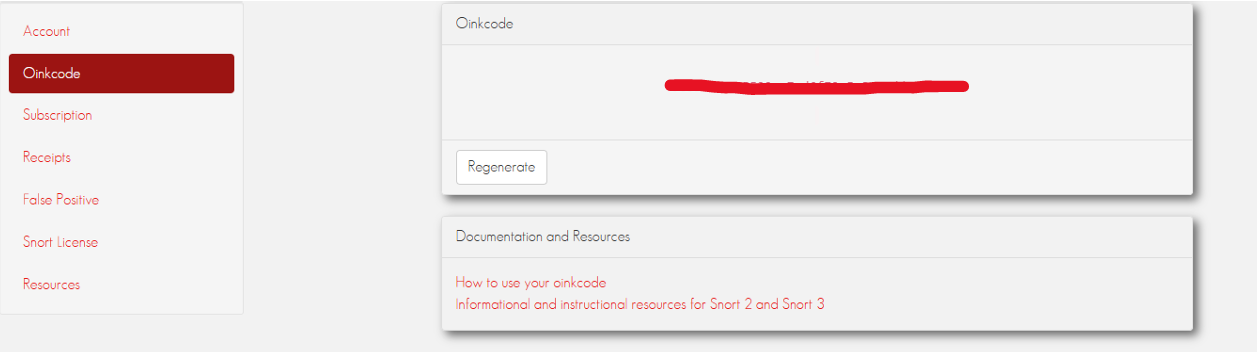 Account
Oinkcode
Subscription
Receipts
False Positive
Snort License
Resources
Oinkcode
Regenerate
Documentation and Resources
How to use your oinkcode
Informational and instructional resources for Snort 2 and Snort 3